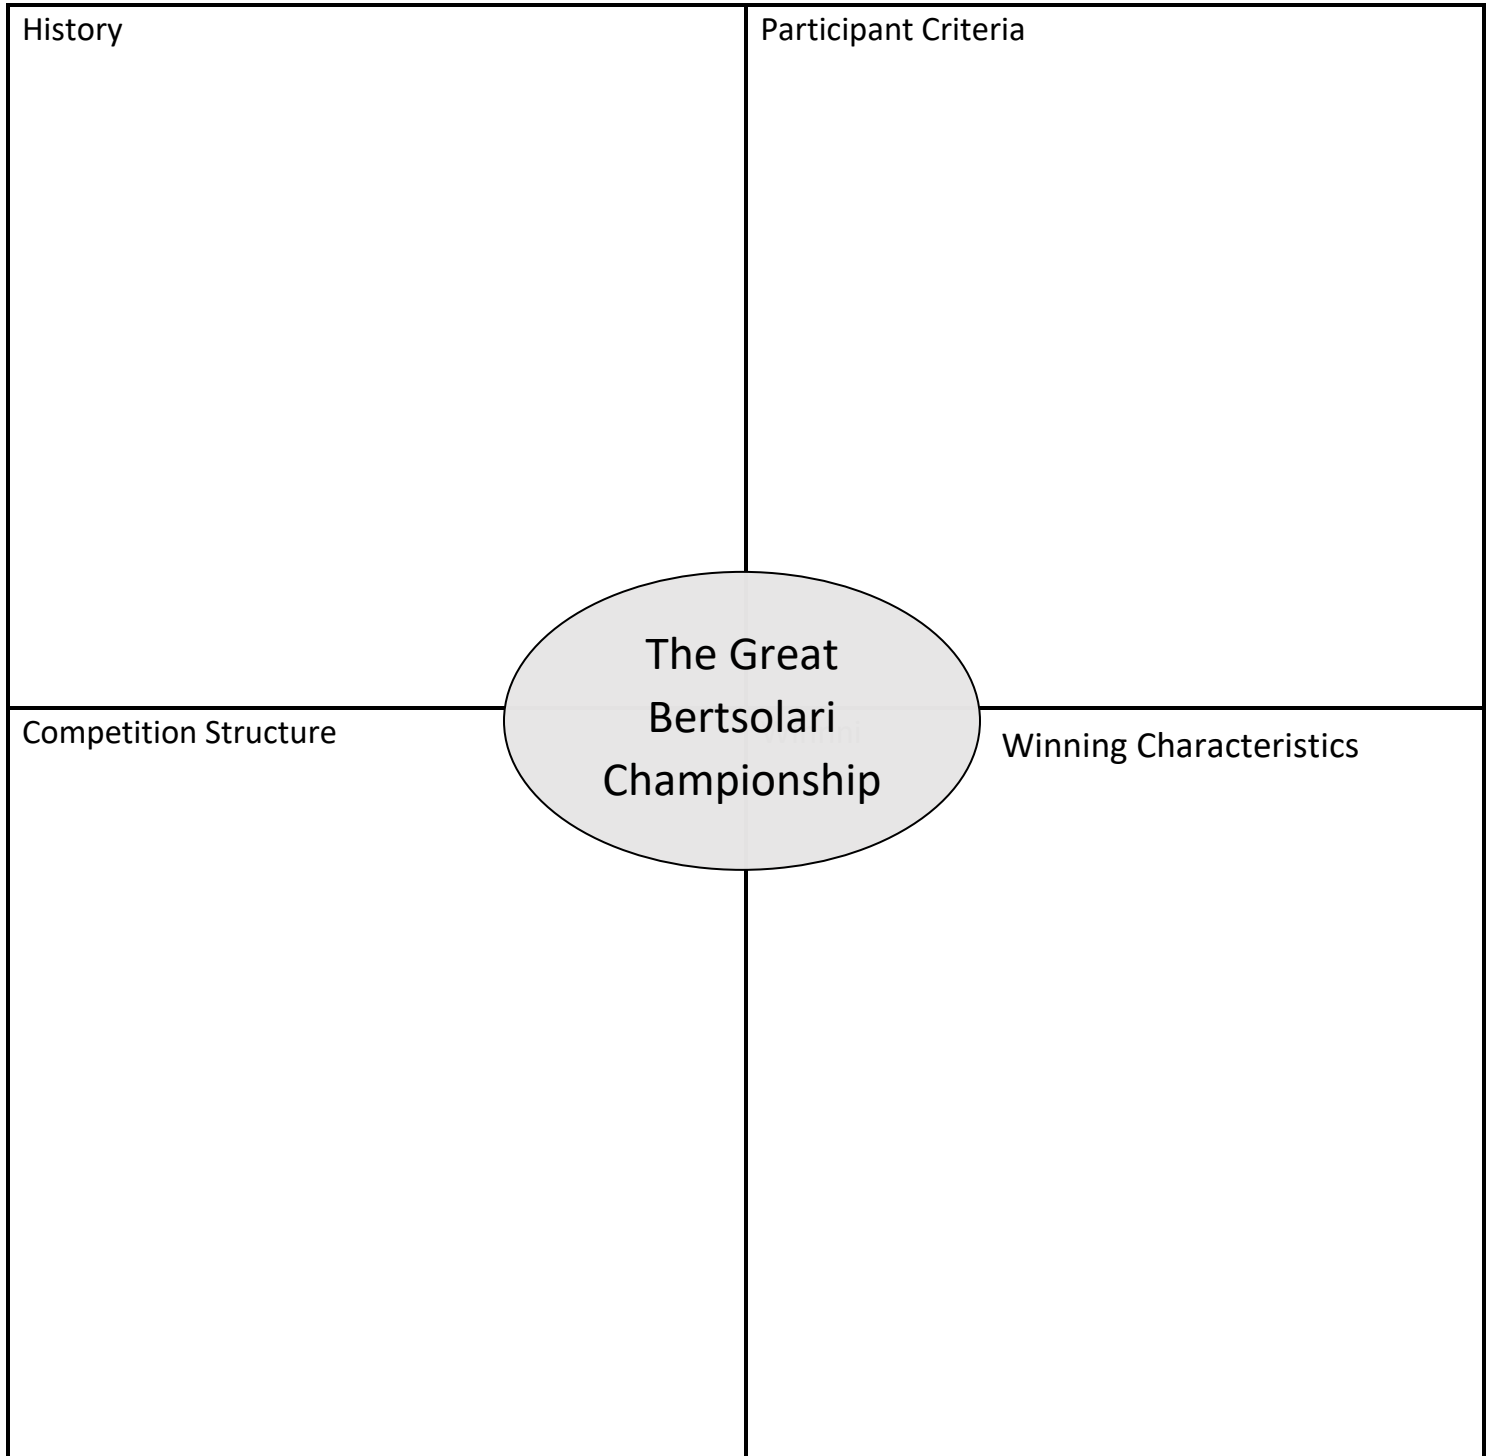 History
Participant Criteria
The Great
Bertsolari
Championship
Competition Structure
Winning Characteristics